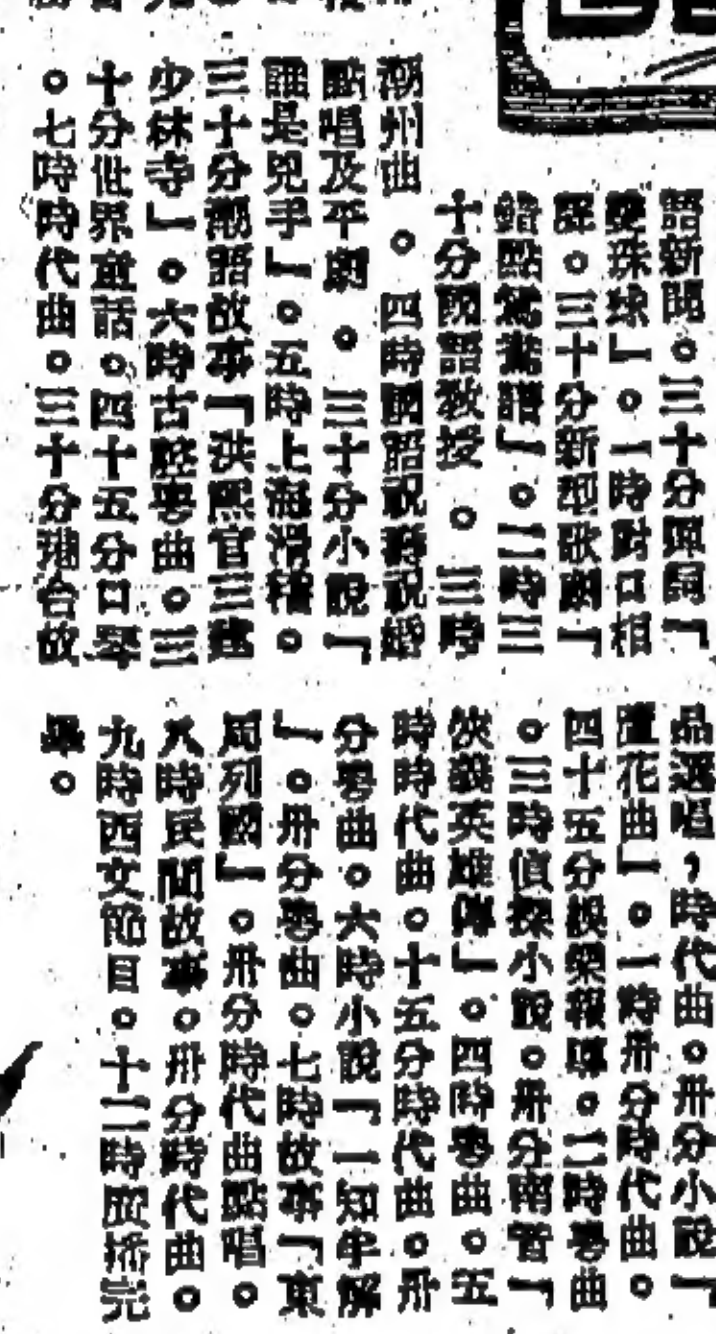 語新聞。三十分興同「
雙珠球」。一時對口相
聲。三十分新型歌劇「
錯點鴛鴦譜」。二時三
十分國語教授。三時
潮州曲。四時國語說尋說婚
點唱及平劇。三十分小說「
誰是兇手」。五時上海滑稽。
三十分潮語故事「洪熙官三建
少林寺」。六時古腔粵曲。三
十分世界童話。四十五分口琴
。七時時代曲。三十分舞台故
品選唱,時代曲。卅分小說「
花曲」。一時卅分時代曲。
四十五分娛樂報導。二時粵曲
。三時偵探小說。卅分南音「
俠義英雄傳」。四時粵曲。五
時時代曲。十五分時代曲。卅
分粵曲。六時小說「一知半解
」。卅分粵曲。七時故事「東
周列國」。卅分時代曲點唱。
八時民間故事。卅分時代曲。
九時西文節目。十二時廣播完
畢。